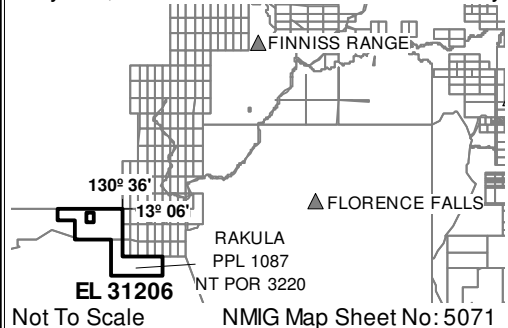 FINNISS RANGE
130º 36'
13º 06'
FLORENCE FALLS
RAKULA
PPL 1087
NT POR 3220
EL 31206
Not To Scale NMIG Map Sheet No: 5071